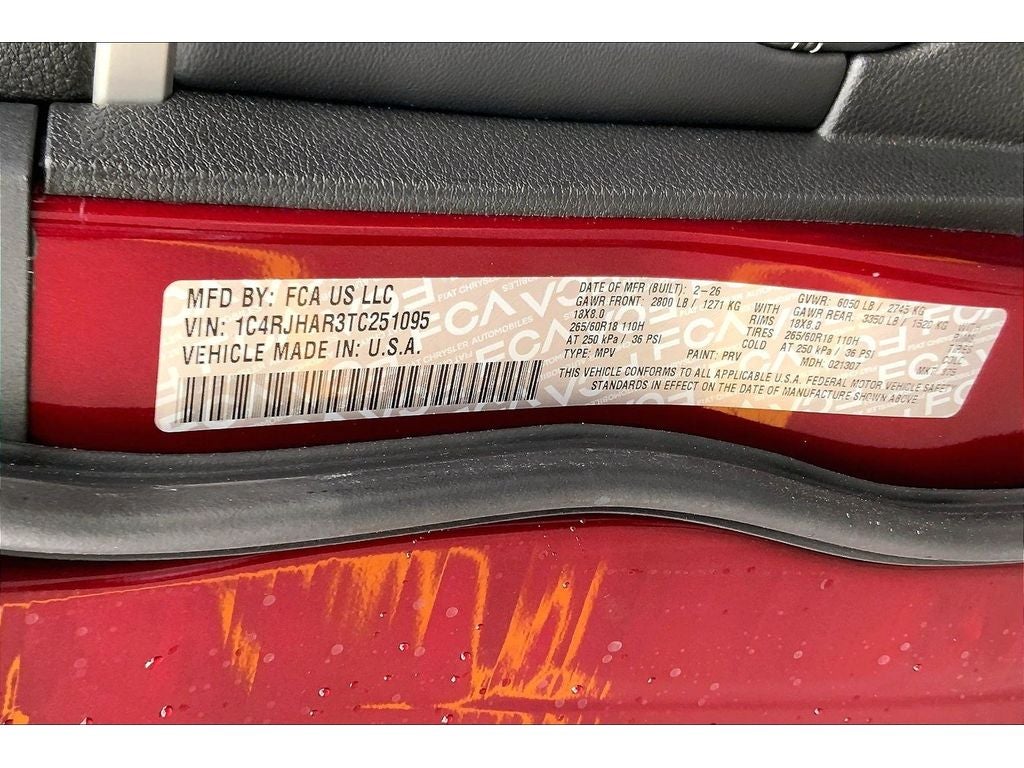 MFD BY: FCA US LLC
VIN: 1C4RJHAR3TC251095
VEHICLE MADE IN: U.S.A.
DATE OF MFR (BUILT): 2-26 GVWR: 6050 LB / 2745 KG
GAWR FRONT: 2800 LB / 1271 KG WITH GAWR REAR: 3350 LB / 1520 KG WITH
18X8.0 RIMS 18X8.0
265/60R18 110H TIRES 265/60R18 110H
AT 250 kPa / 36 PSI COLD AT 250 kPa / 36 PSI
TYPE: MPV PAINT: PRV MDH: 021307
THIS VEHICLE CONFORMS TO ALL APPLICABLE U.S.A. FEDERAL MOTOR VEHICLE SAFETY
STANDARDS IN EFFECT ON THE DATE OF MANUFACTURE SHOWN ABOVE